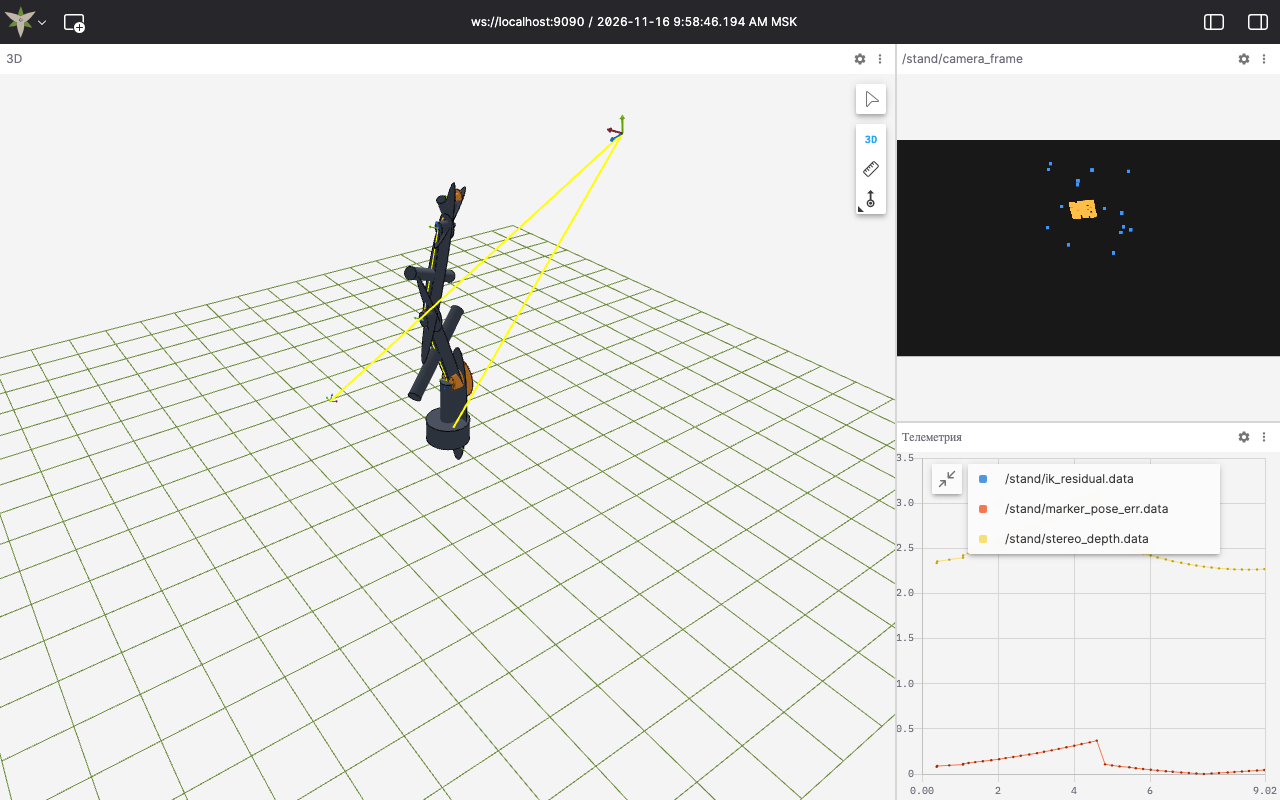 ws://localhost:9090 / 2026-11-16 9:58:46.194 AM MSK
3D
3D
/stand/camera_frame
Телеметрия
/stand/ik_residual.data
/stand/marker_pose_err.data
/stand/stereo_depth.data
3.5
3.0
2.5
2.0
1.5
1.0
0.5
0
0.00 2 4 6 9.02